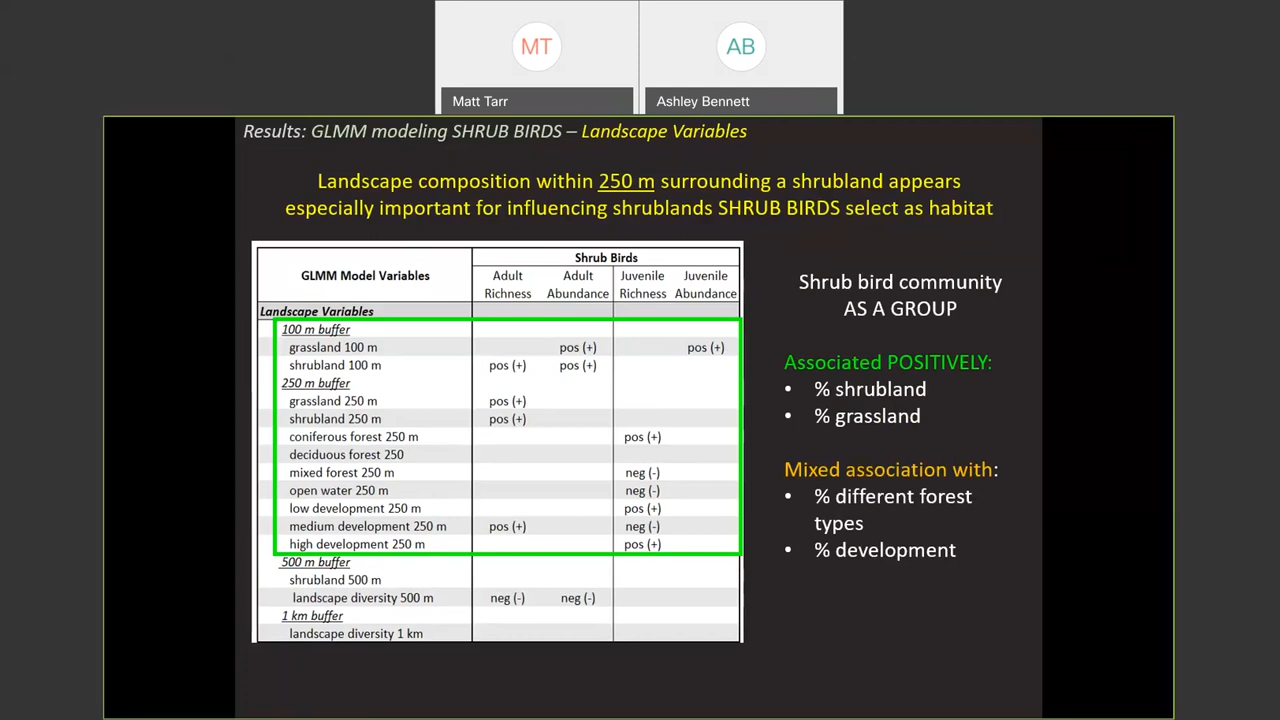 MT
AB
Matt Tarr
Ashley Bennett
Results: GLMM modeling SHRUB BIRDS – Landscape Variables
Landscape composition within 250 m surrounding a shrubland appears
especially important for influencing shrublands SHRUB BIRDS select as habitat
Shrub Birds
GLMM Model Variables
Adult Richness
Adult Abundance
Juvenile Richness
Juvenile Abundance
Landscape Variables
100 m buffer
grassland 100 m pos (+) pos (+)
shrubland 100 m pos (+) pos (+)
250 m buffer
grassland 250 m pos (+)
shrubland 250 m pos (+)
coniferous forest 250 m pos (+)
deciduous forest 250
mixed forest 250 m neg (-)
open water 250 m neg (-)
low development 250 m pos (+)
medium development 250 m pos (+) neg (-)
high development 250 m pos (+)
500 m buffer
shrubland 500 m
landscape diversity 500 m neg (-) neg (-)
1 km buffer
landscape diversity 1 km
Shrub bird community
AS A GROUP
Associated POSITIVELY:
• % shrubland
• % grassland
Mixed association with:
• % different forest
types
• % development